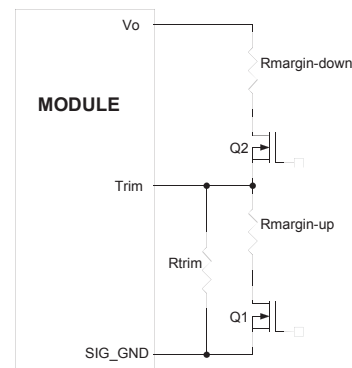 Vo
Rmargin-down
MODULE
Q2
Trim
Rmargin-up
Rtrim
Q1
SIG_GND